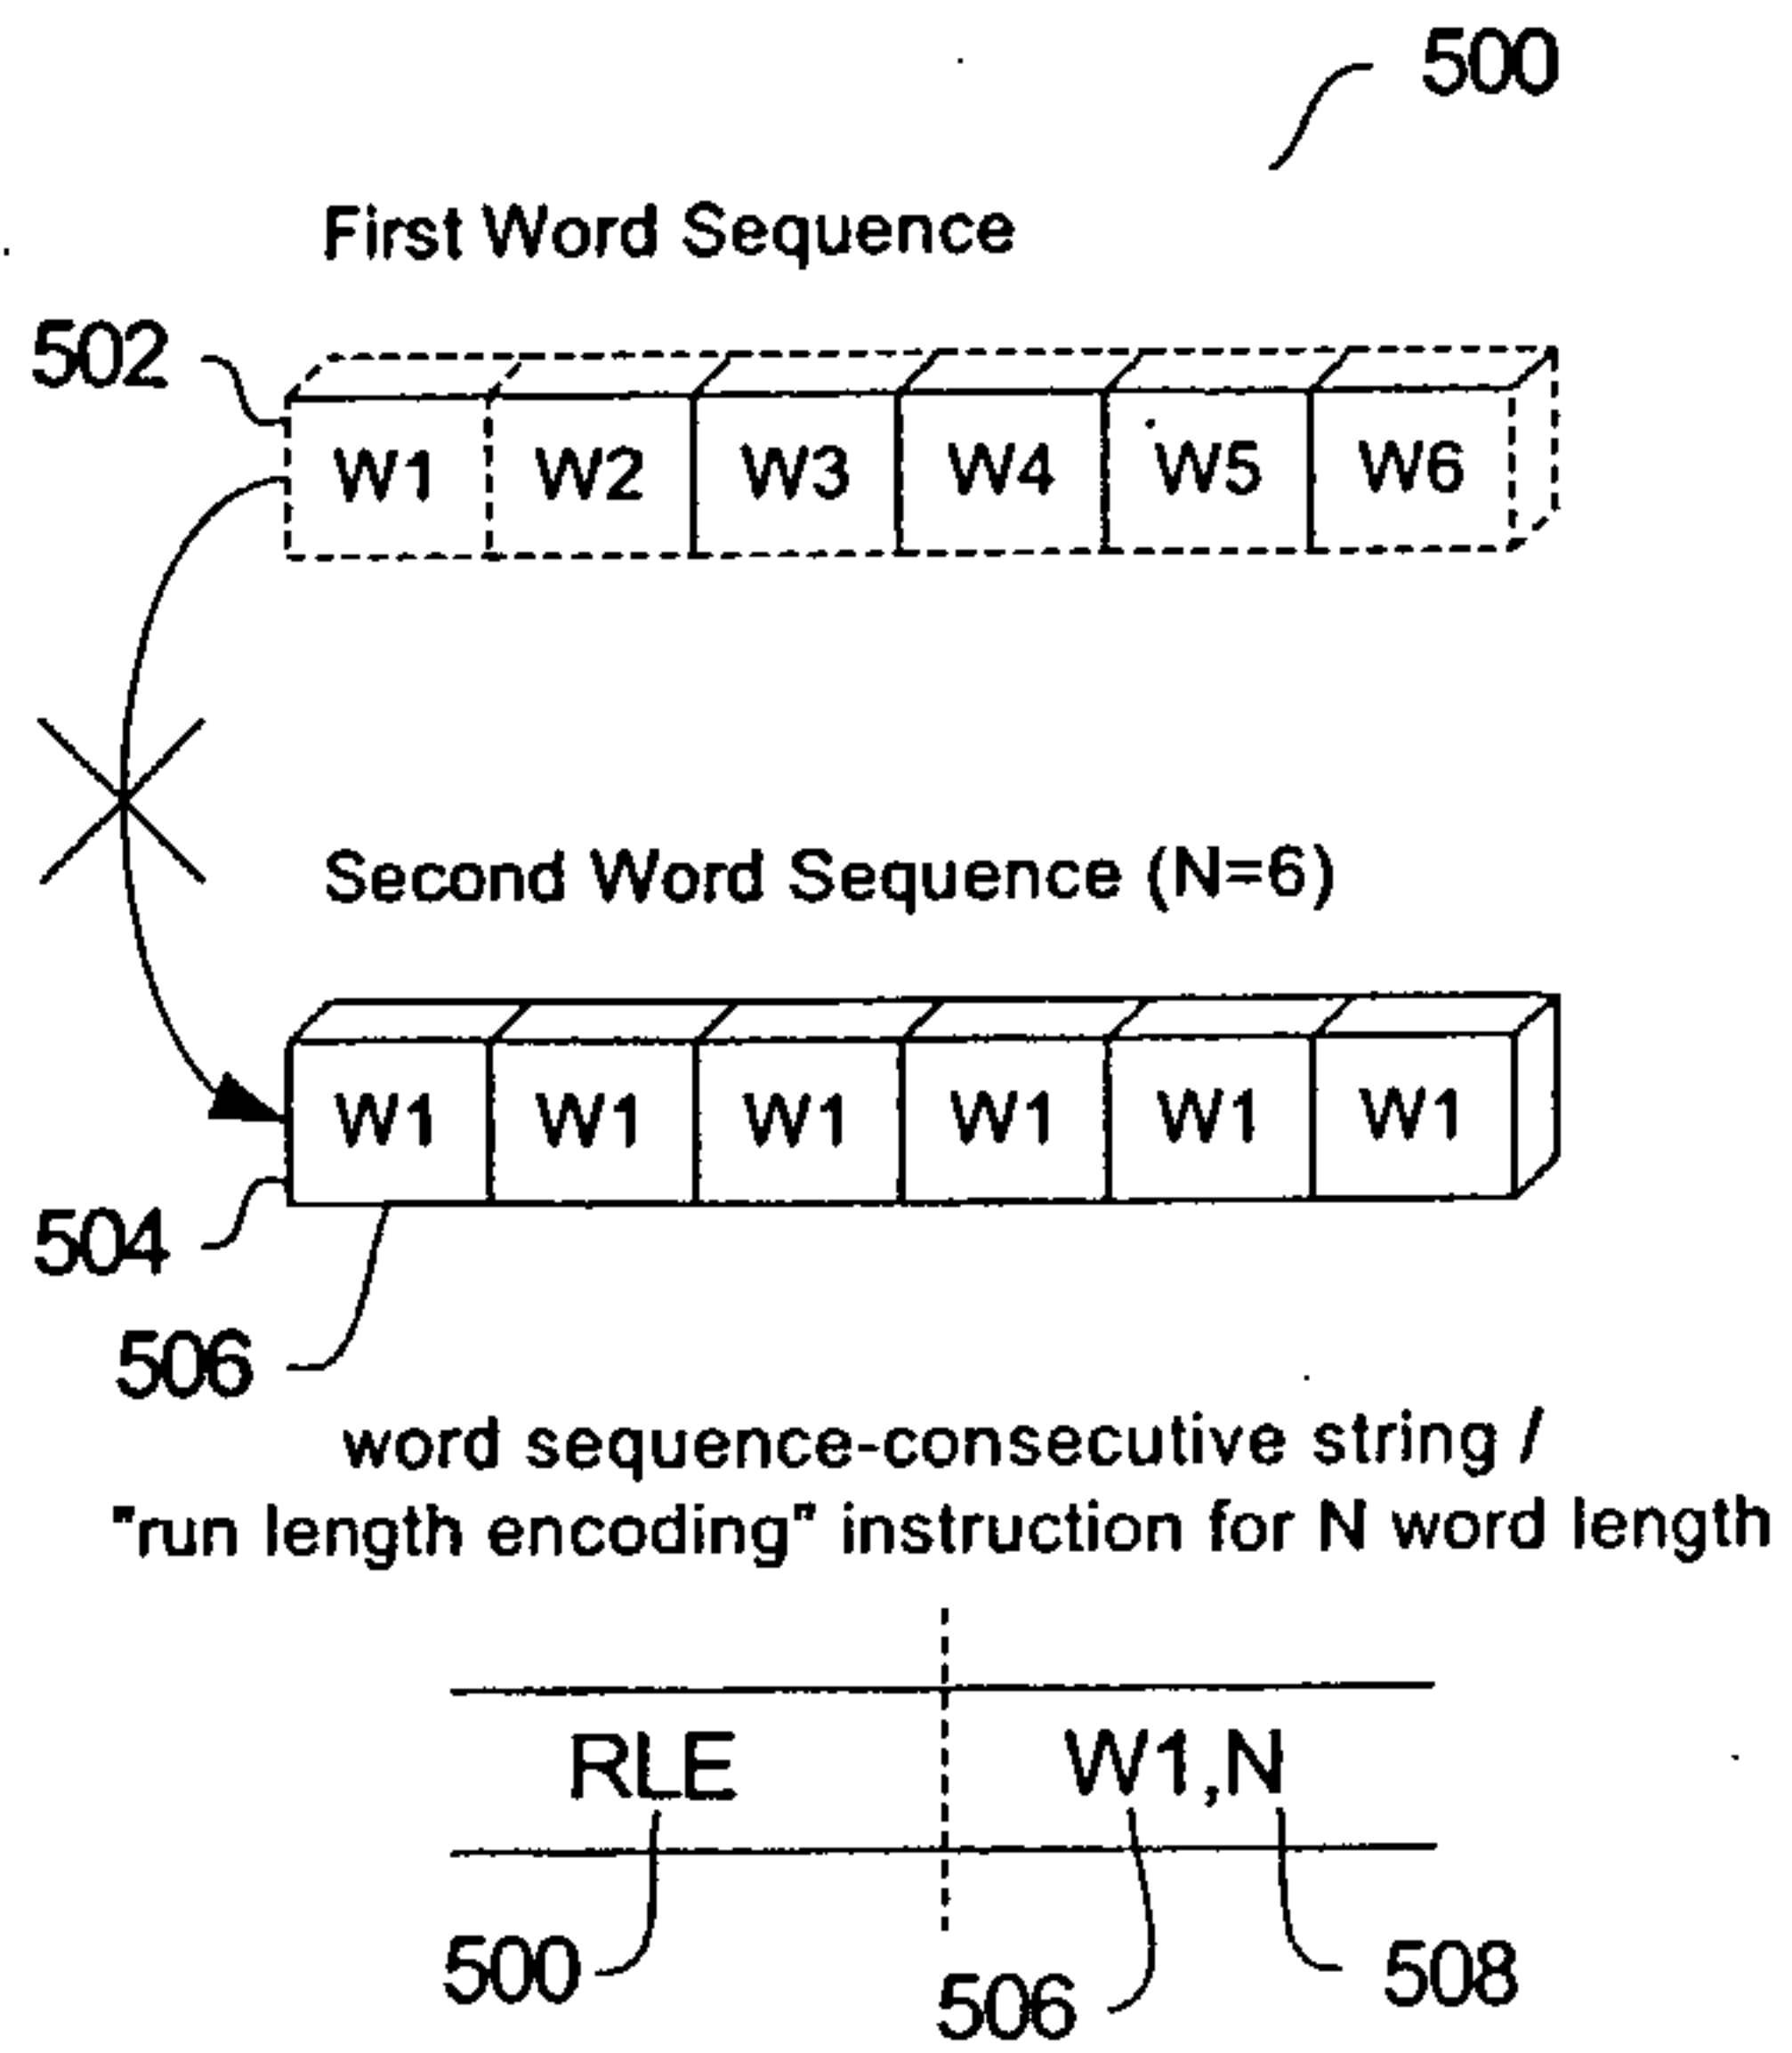 500
First Word Sequence
502
W1 W2 W3 W4 W5 W6
Second Word Sequence (N=6)
W1 W1 W1 W1 W1 W1
504
506
word sequence-consecutive string /
"run length encoding" instruction for N word length
RLE W1,N
500 506 508